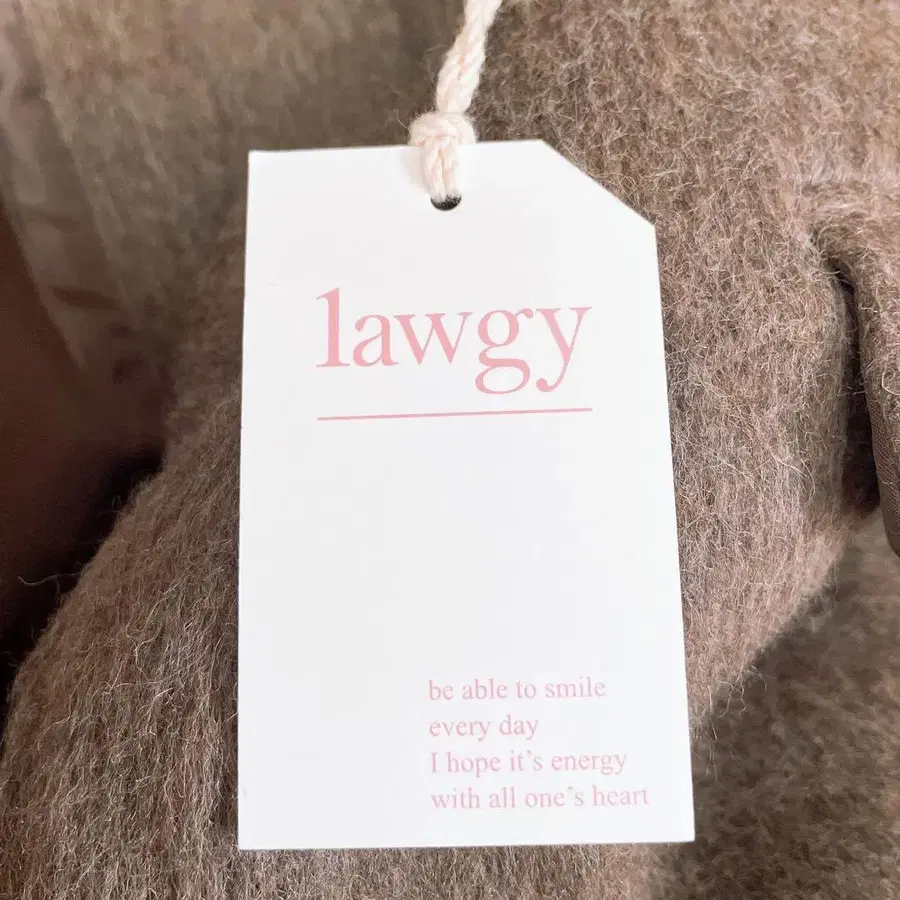 lawgy
be able to smile
every day
I hope it's energy
with all one's heart